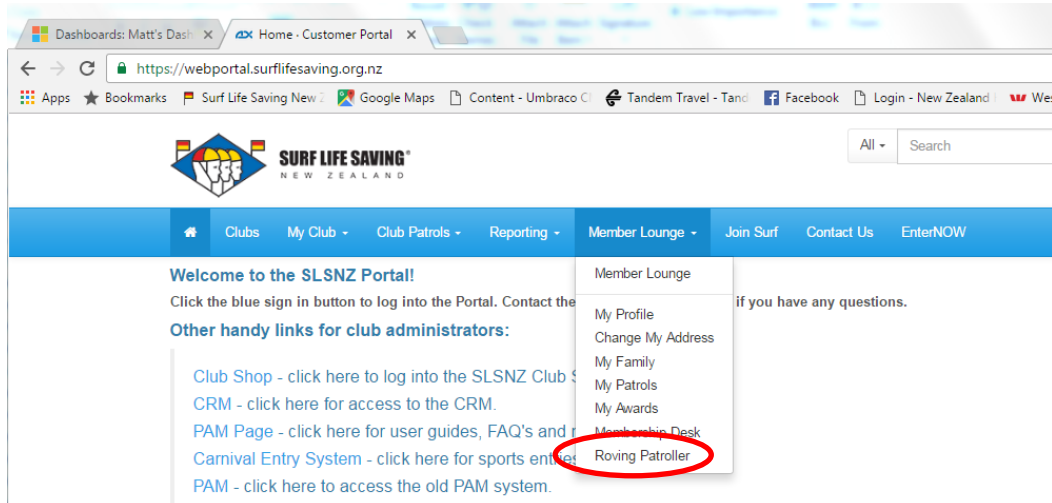 Dashboards: Matt's Dash Home · Customer Portal
https://webportal.surflifesaving.org.nz
Apps Bookmarks Surf Life Saving New Google Maps Content - Umbraco Tandem Travel - Tand Facebook Login - New Zealand Wes
SURF LIFE SAVING®
NEW ZEALAND
All Search
Clubs My Club Club Patrols Reporting Member Lounge Join Surf Contact Us EnterNOW
Welcome to the SLSNZ Portal!
Click the blue sign in button to log into the Portal. Contact the if you have any questions.
Other handy links for club administrators:
Club Shop - click here to log into the SLSNZ Club
CRM - click here for access to the CRM.
PAM Page - click here for user guides, FAQ's and
Carnival Entry System - click here for sports entries
PAM - click here to access the old PAM system.
Member Lounge
My Profile
Change My Address
My Family
My Patrols
My Awards
Membership Desk
Roving Patroller